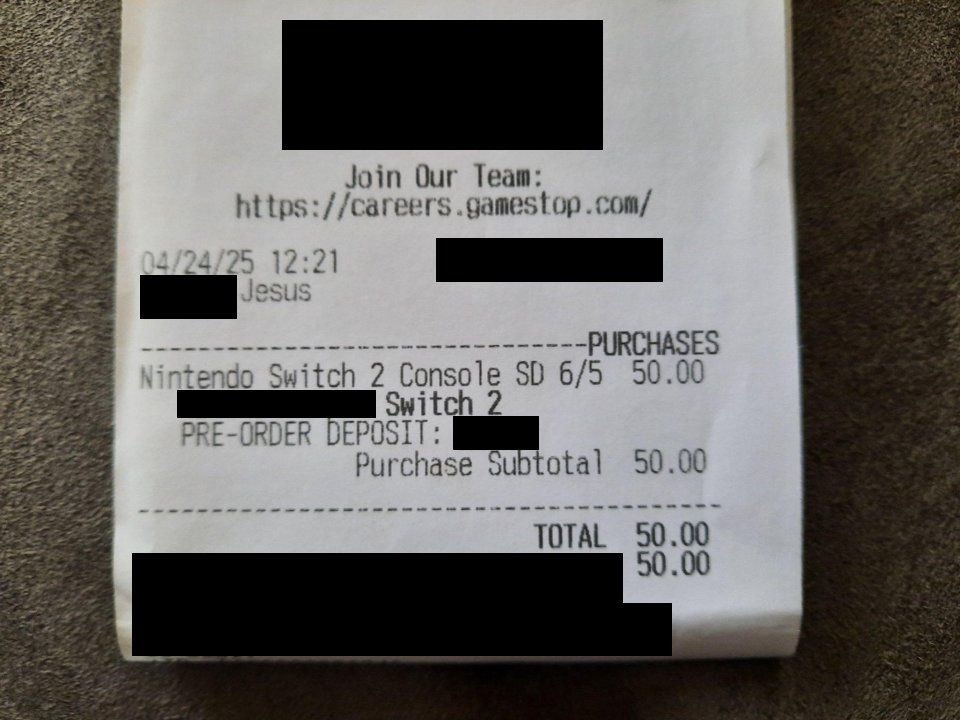 Join Our Team:
https://careers.gamestop.com/
04/24/25 12:21
Jesus
--------------------------------PURCHASES
Nintendo Switch 2 Console SD 6/5 50.00
Switch 2
PRE-ORDER DEPOSIT:
Purchase Subtotal 50.00
TOTAL 50.00
50.00